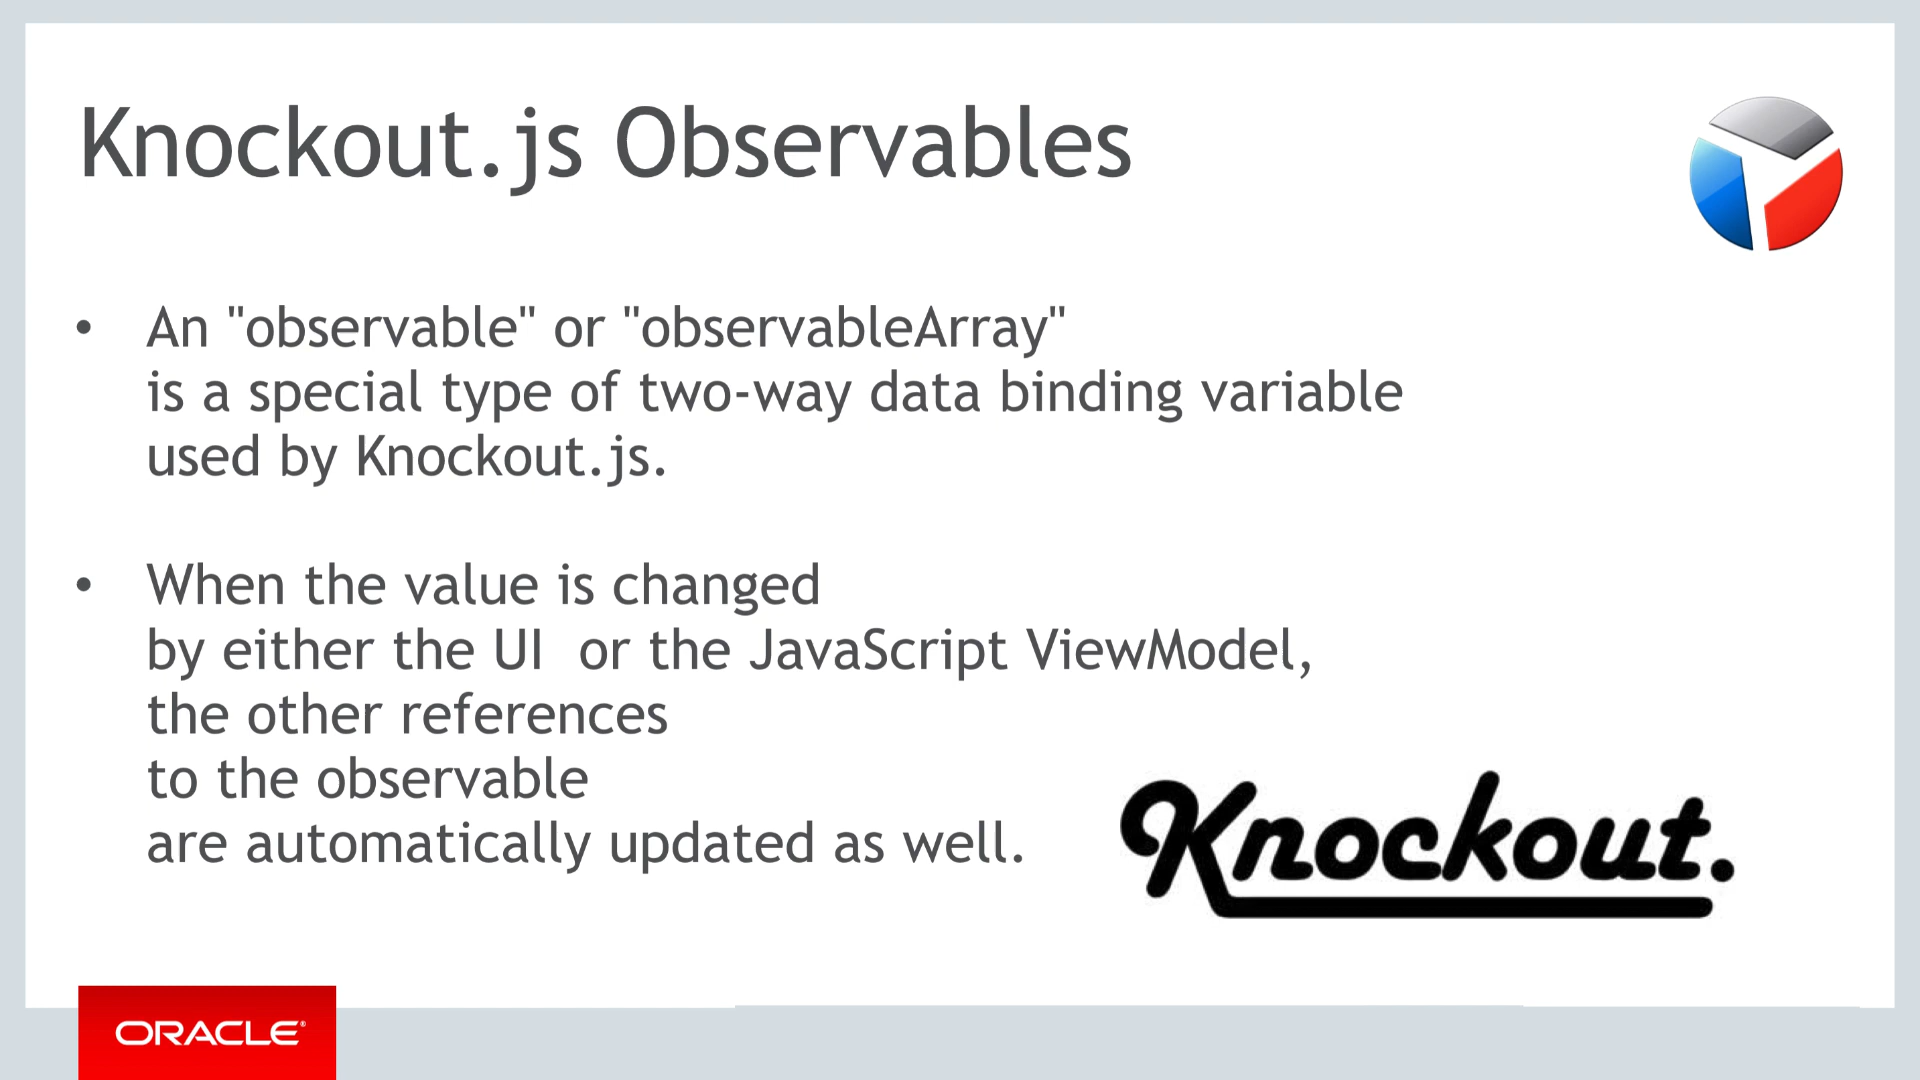 Knockout.js Observables
• An "observable" or "observableArray"
is a special type of two-way data binding variable
used by Knockout.js.
• When the value is changed
by either the UI  or the JavaScript ViewModel,
the other references
to the observable
are automatically updated as well.
Knockout.
ORACLE®